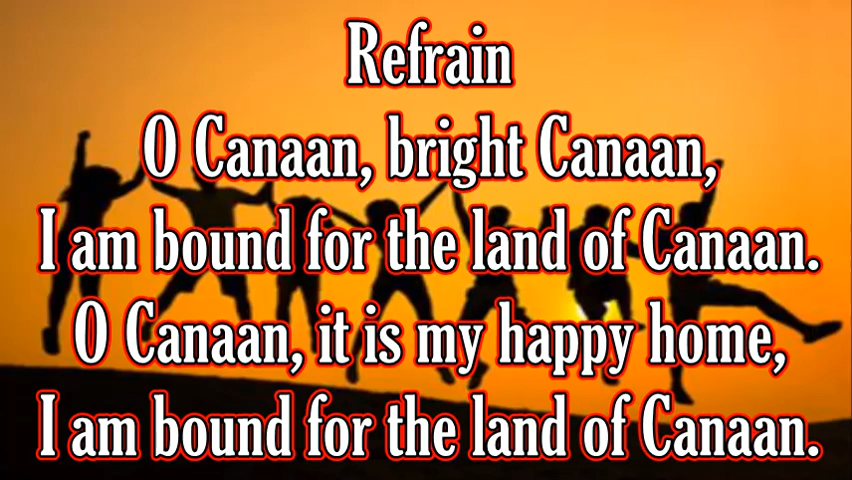 Refrain
O Canaan, bright Canaan,
I am bound for the land of Canaan.
O Canaan, it is my happy home,
I am bound for the land of Canaan.